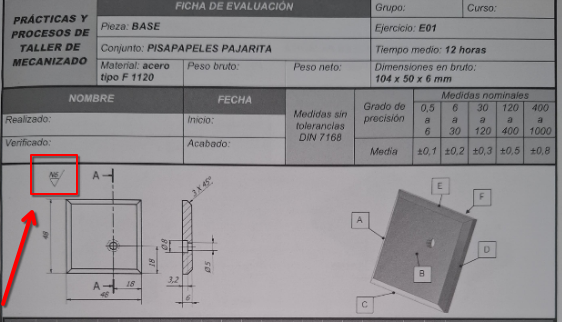 PRÁCTICAS Y
PROCESOS DE
TALLER DE
MECANIZADO
FICHA DE EVALUACIÓN
Grupo: Curso:
Pieza: BASE
Ejercicio: E01
Conjunto: PISAPAPELES PAJARITA
Tiempo medio: 12 horas
Material: acero
tipo F 1120
Peso bruto:
Peso neto:
Dimensiones en bruto:
104 x 50 x 6 mm
NOMBRE
FECHA
Realizado:
Inicio:
Verificado:
Acabado:
Medidas sin
tolerancias
DIN 7168
Grado de
precisión
Medidas nominales
0,5 a 6
6 a 30
30 a 120
120 a 400
400 a 1000
Media ±0,1 ±0,2 ±0,3 ±0,5 ±0,8
N8
A
A
48
18
18
48
3 X 45°
Ø8
Ø5
3,2
6
A
B
C
D
E
F